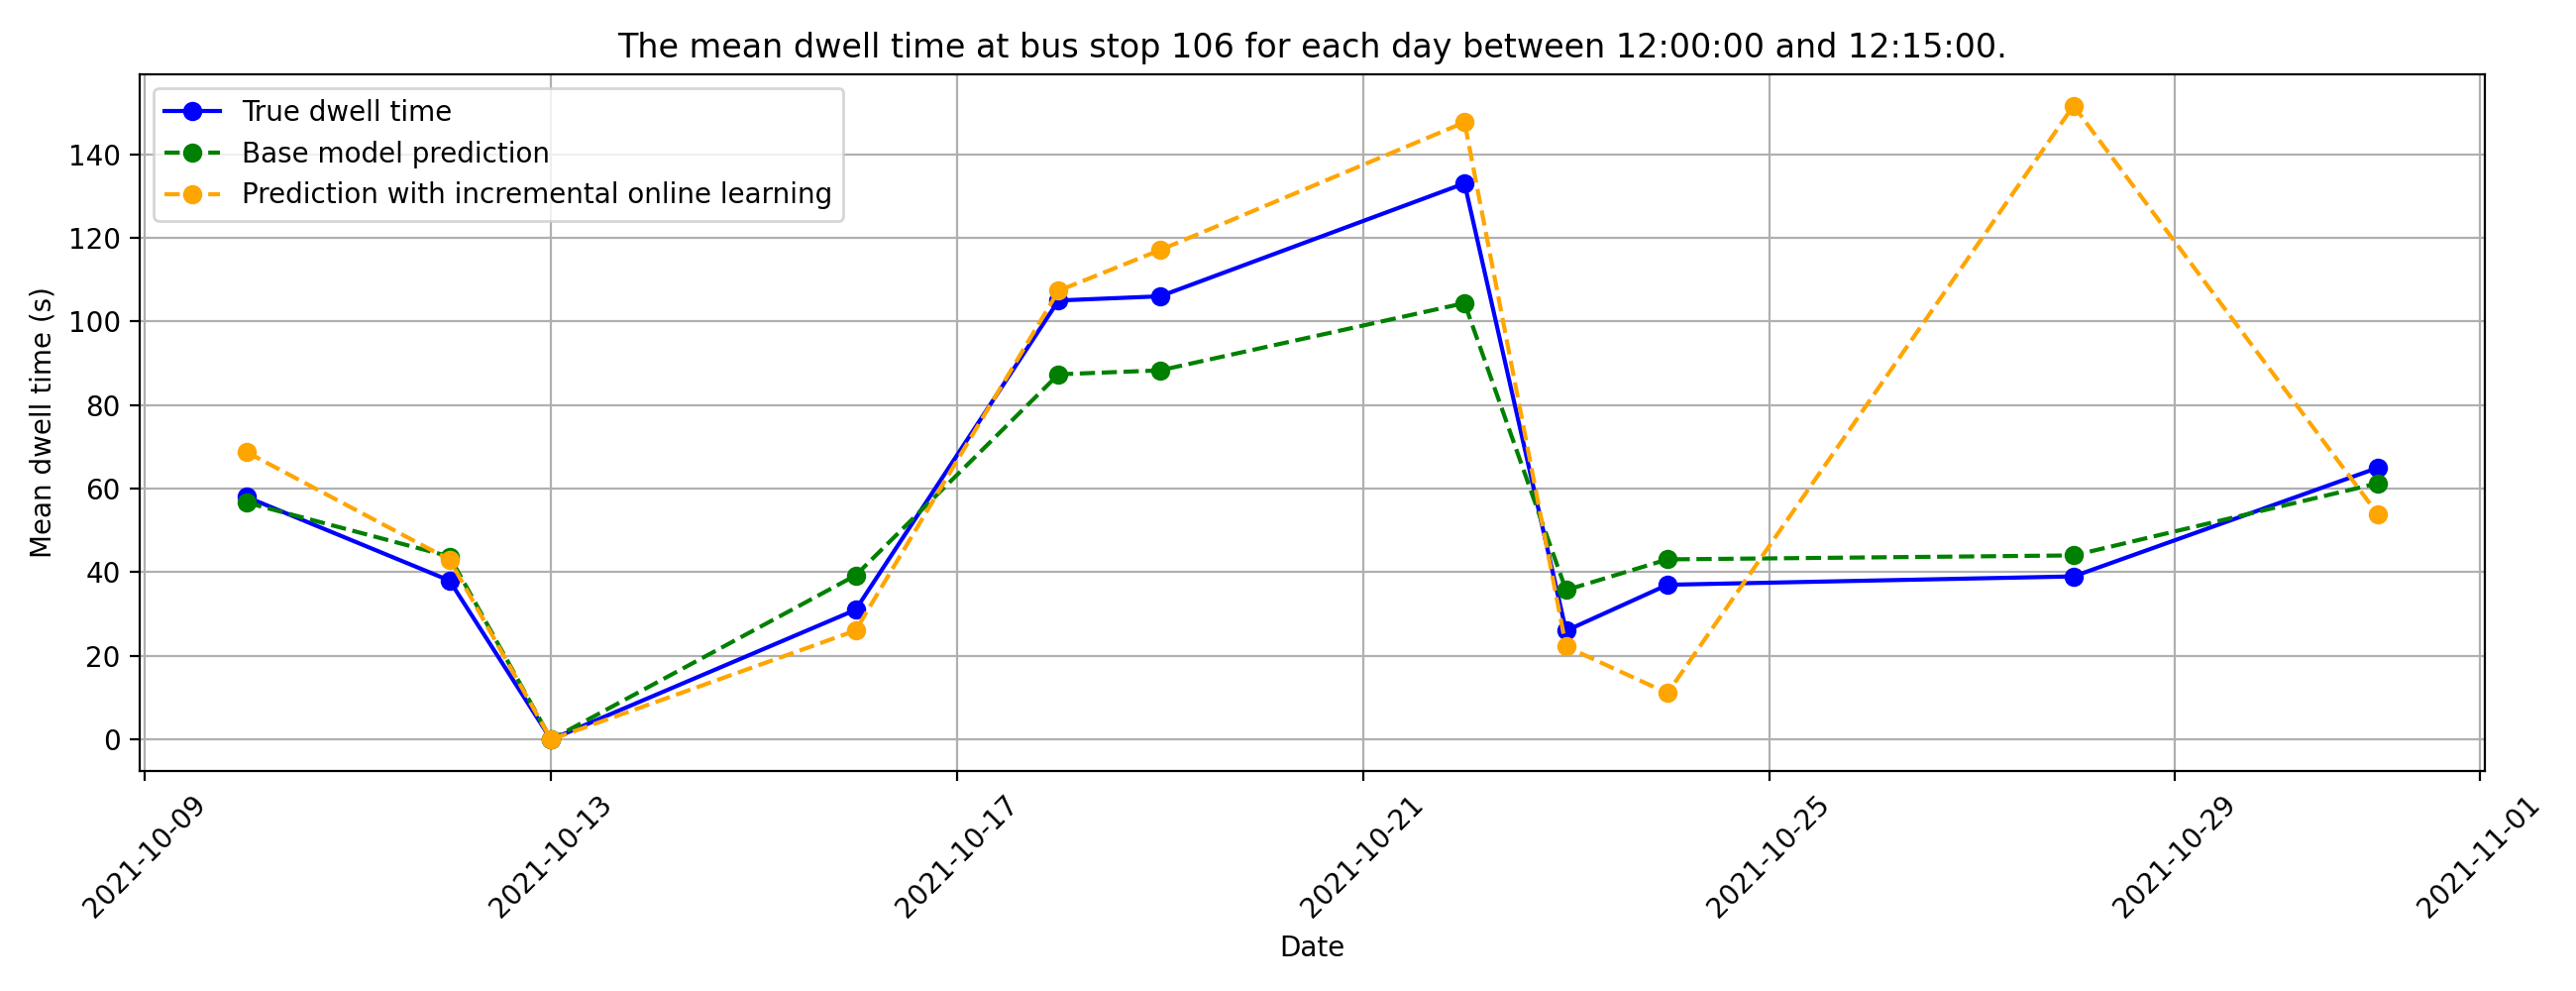 The mean dwell time at bus stop 106 for each day between 12:00:00 and 12:15:00.
True dwell time
Base model prediction
Prediction with incremental online learning
Mean dwell time (s)
140
120
100
80
60
40
20
0
2021-10-09
2021-10-13
2021-10-17
2021-10-21
2021-10-25
2021-10-29
2021-11-01
Date